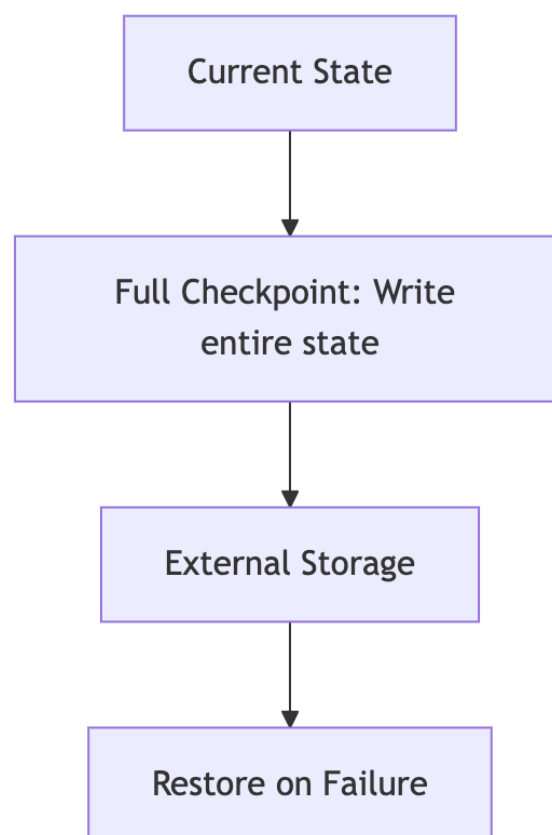 Current State
Full Checkpoint: Write
entire state
External Storage
Restore on Failure